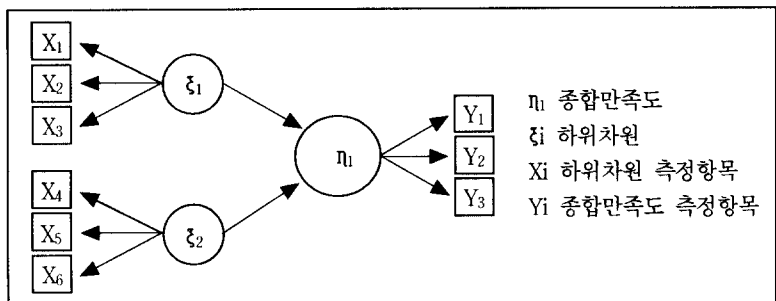 X₁
X₂
X₃
ξ₁
X₄
X₅
X₆
ξ₂
η₁
Y₁
Y₂
Y₃
η₁ 종합만족도
ξi 하위차원
Xi 하위차원 측정항목
Yi 종합만족도 측정항목